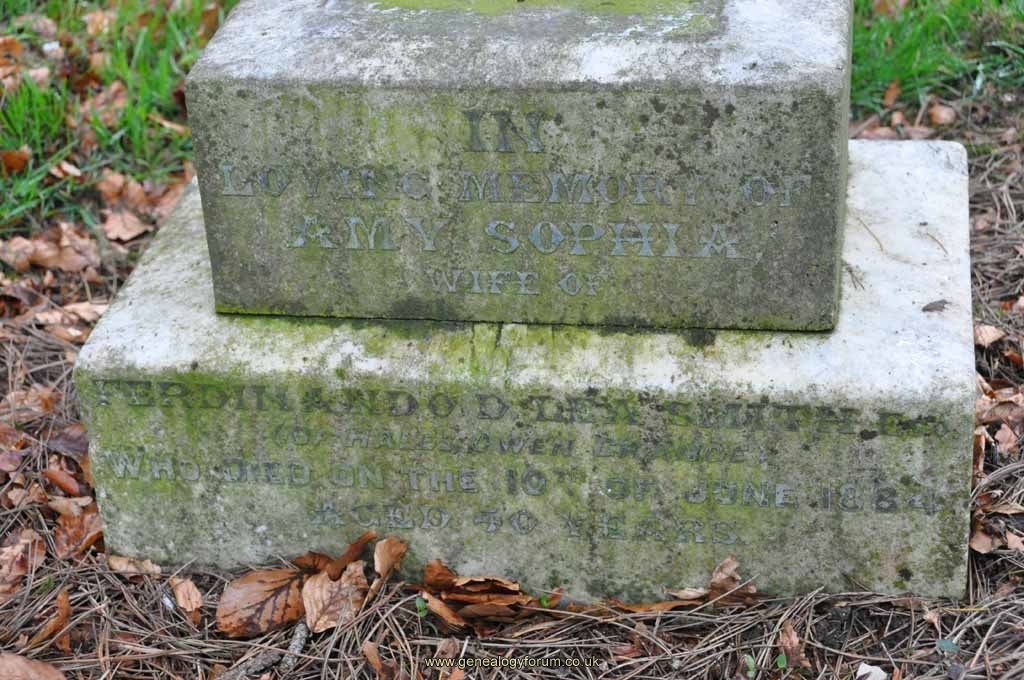 IN
LOVING MEMORY OF
AMY SOPHIA,
WIFE OF
FERDINANDO D. LEA SMITH ESQ
(OF HALESOWEN GRANGE)
WHO DIED ON THE 10TH OF JUNE 1884
AGED 40 YEARS.
www.genealogyforum.co.uk